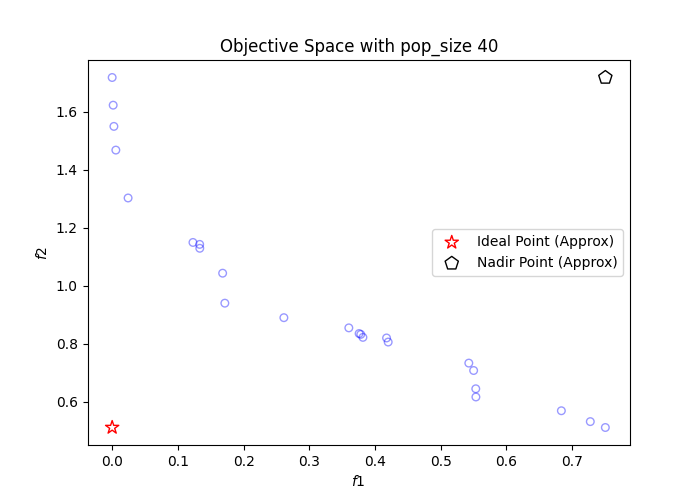 Objective Space with pop_size 40
f2
1.6
1.4
1.2
1.0
0.8
0.6
Ideal Point (Approx)
Nadir Point (Approx)
0.0 0.1 0.2 0.3 0.4 0.5 0.6 0.7
f1